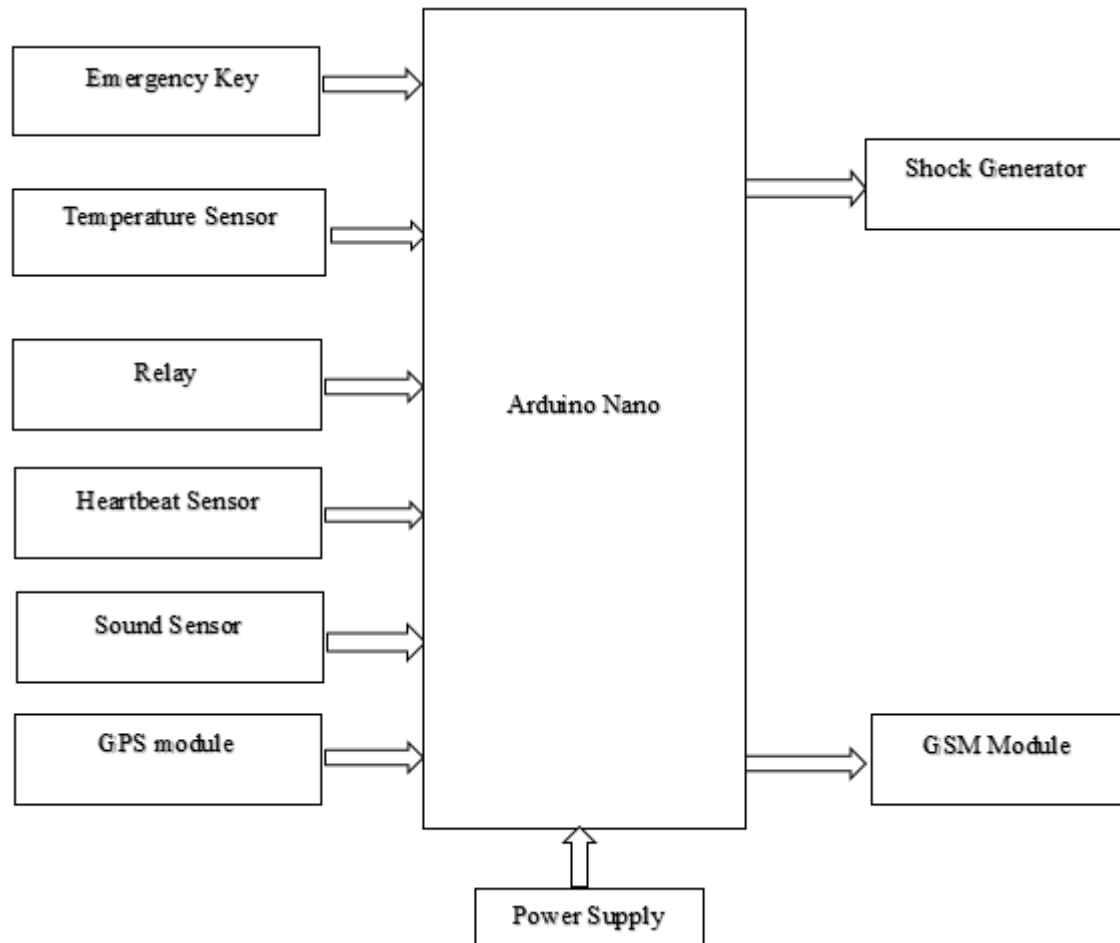 Emergency Key
Temperature Sensor
Relay
Heartbeat Sensor
Sound Sensor
GPS module
Arduino Nano
Shock Generator
GSM Module
Power Supply